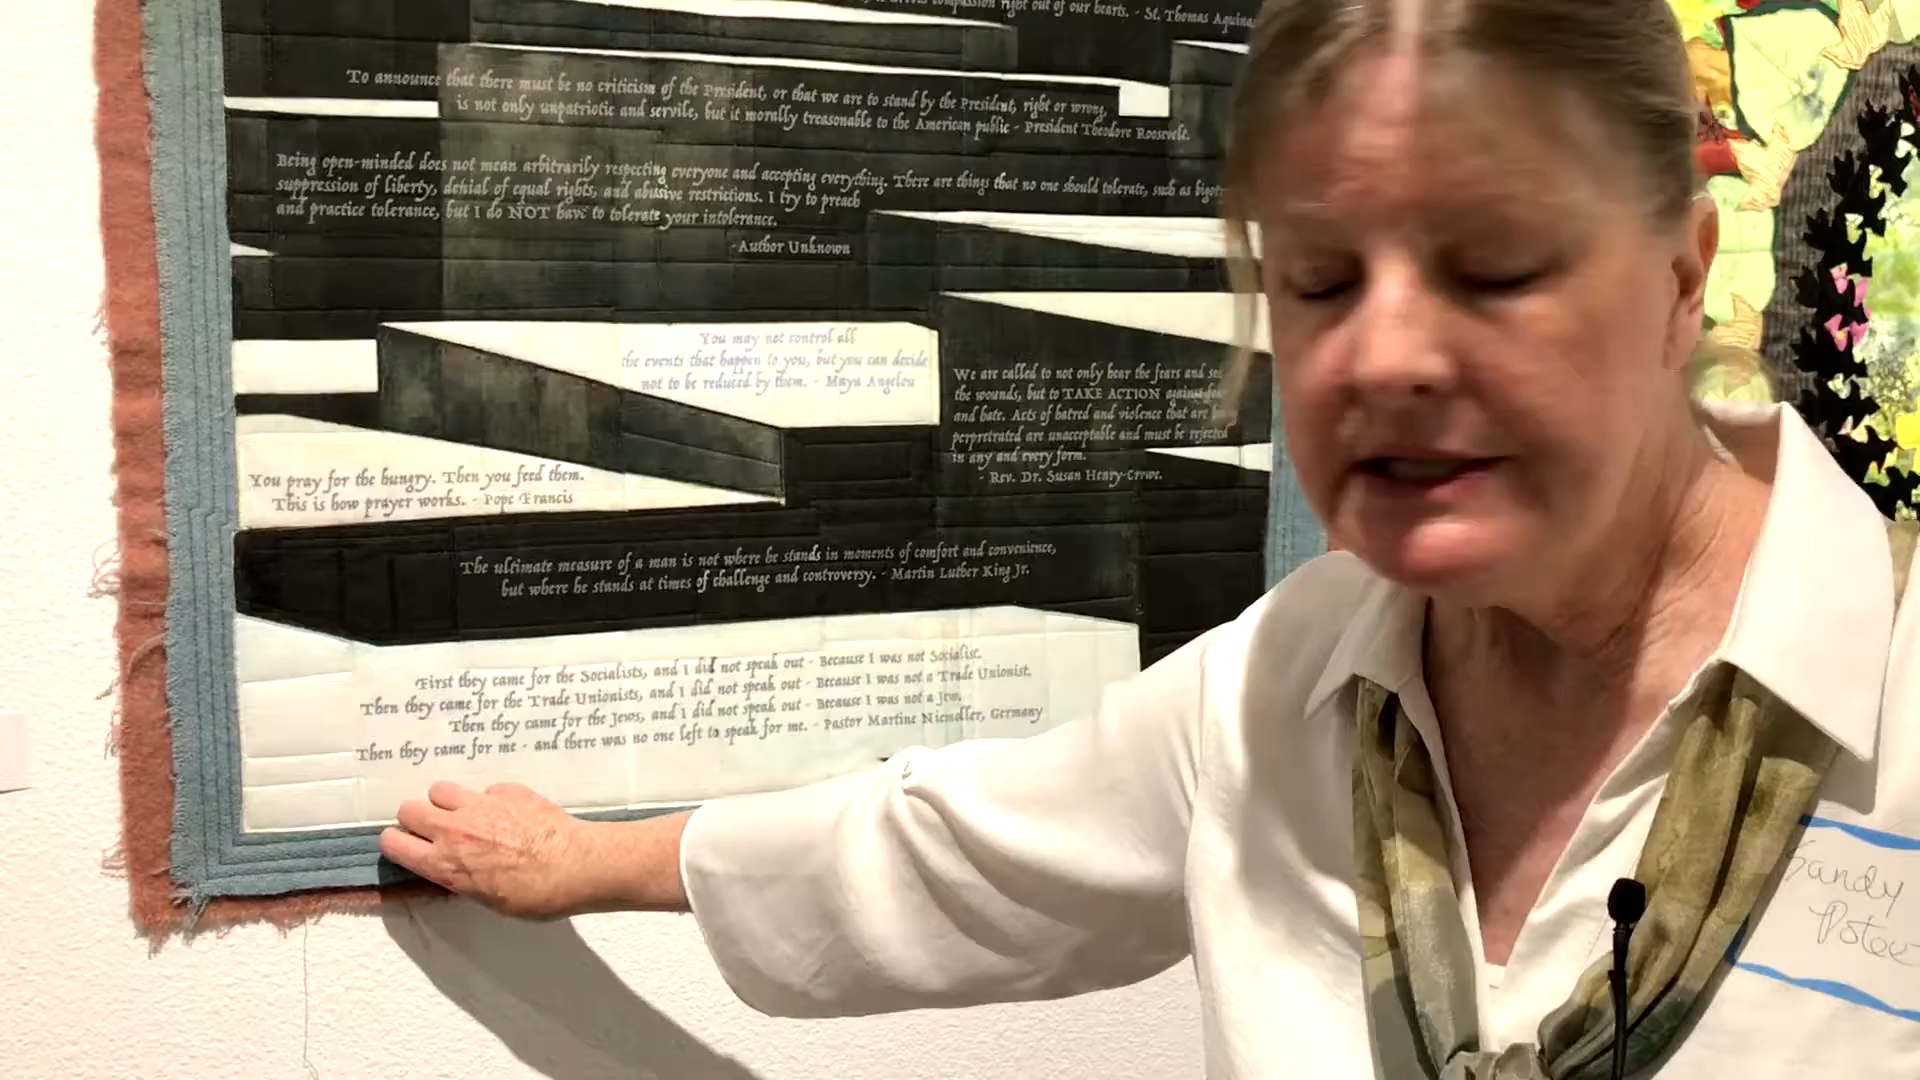 right out of our hearts. - St. Thomas Aquinas
To announce that there must be no criticism of the President, or that we are to stand by the President, right or wrong,
is not only unpatriotic and servile, but it morally treasonable to the American public - President Theodore Roosevelt.
Being open-minded does not mean arbitrarily respecting everyone and accepting everything. There are things that no one should tolerate, such as
suppression of liberty, denial of equal rights, and abusive restrictions. I try to preach
and practice tolerance, but I do NOT have to tolerate your intolerance.
-Author Unknown
You may not control all
the events that happen to you, but you can decide
not to be reduced by them. - Maya Angelou
We are called to not only hear the fears and see
the wounds, but to TAKE ACTION against
and hate. Acts of hatred and violence that are
perpretrated are unacceptable and must be rejected
in any and every form.
- Rev. Dr. Susan Henry-Crowe.
You pray for the hungry. Then you feed them.
This is how prayer works. - Pope Francis
The ultimate measure of a man is not where he stands in moments of comfort and convenience,
but where he stands at times of challenge and controversy. - Martin Luther King Jr.
First they came for the Socialists, and I did not speak out - Because I was not Socialist.
Then they came for the Trade Unionists, and I did not speak out - Because I was not a Trade Unionist.
Then they came for the Jews, and I did not speak out - Because I was not a Jew.
Then they came for me - and there was no one left to speak for me. - Pastor Martine Niemoller, Germany
Sandy